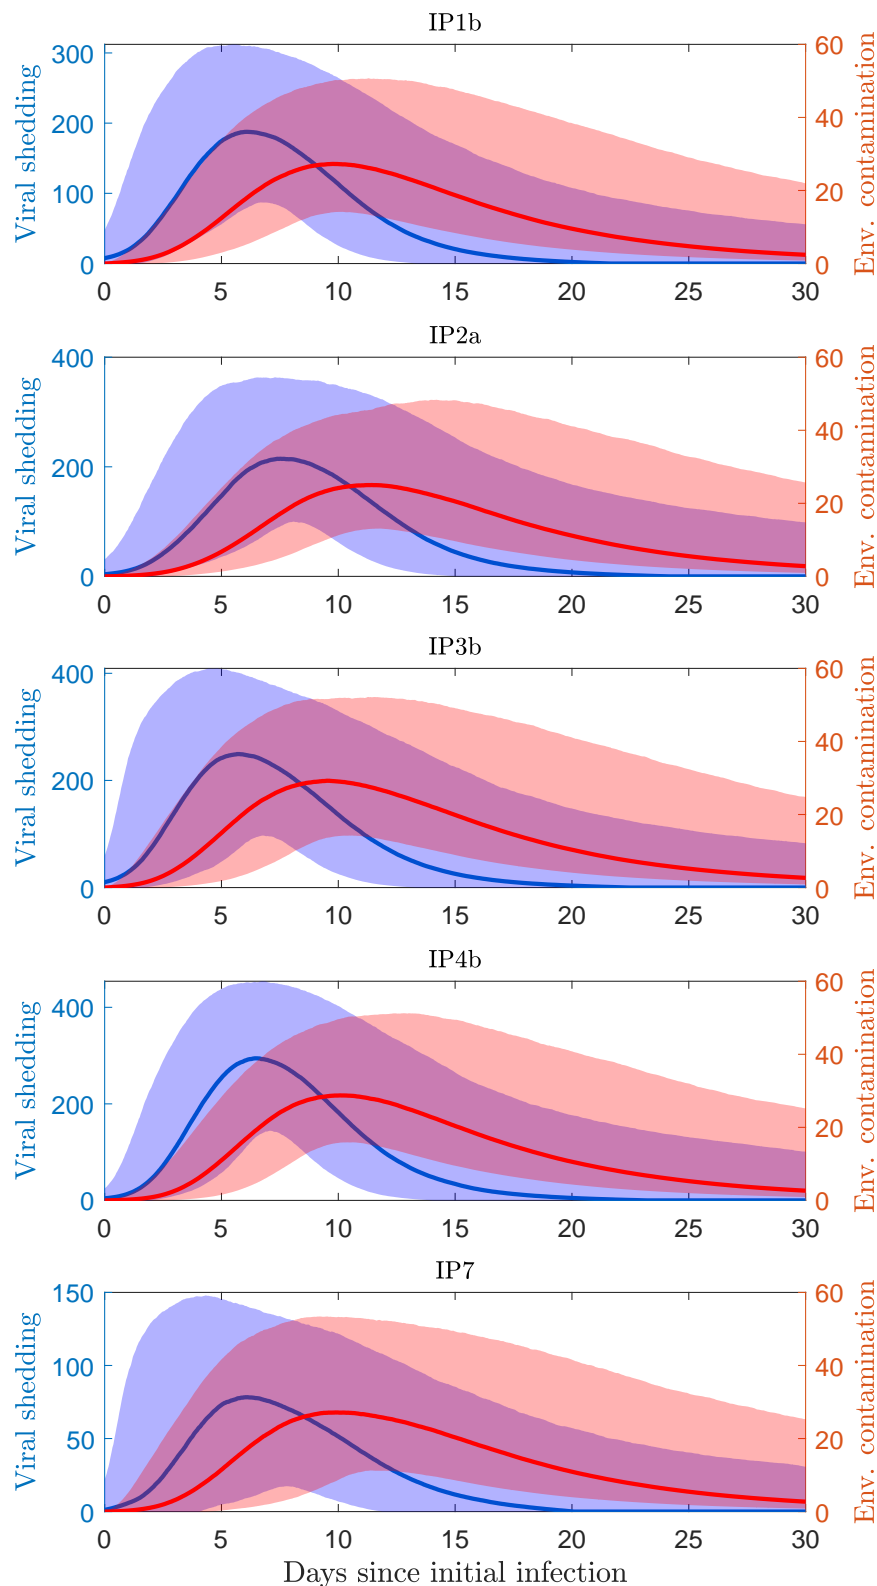 IP1b
Viral shedding
300
200
100
0
60
40
20
0
Env. contamination
0 5 10 15 20 25 30
IP2a
Viral shedding
400
200
0
60
40
20
0
Env. contamination
0 5 10 15 20 25 30
IP3b
Viral shedding
400
200
0
60
40
20
0
Env. contamination
0 5 10 15 20 25 30
IP4b
Viral shedding
400
200
0
60
40
20
0
Env. contamination
0 5 10 15 20 25 30
IP7
Viral shedding
150
100
50
0
60
40
20
0
Env. contamination
0 5 10 15 20 25 30
Days since initial infection